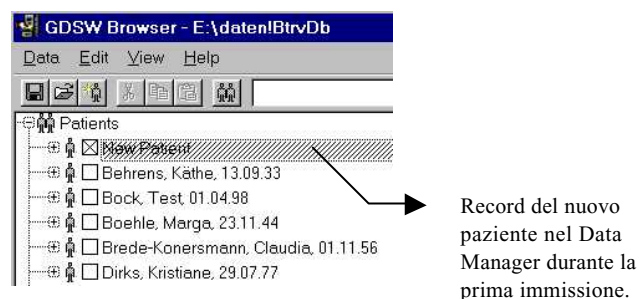 GDSW Browser - E:\daten!BtrvDb
Data Edit View Help
Patients
New Patient
Behrens, Käthe, 13.09.33
Bock, Test, 01.04.98
Boehle, Marga, 23.11.44
Brede-Konersmann, Claudia, 01.11.56
Dirks, Kristiane, 29.07.77
Record del nuovo
paziente nel Data
Manager durante la
prima immissione.